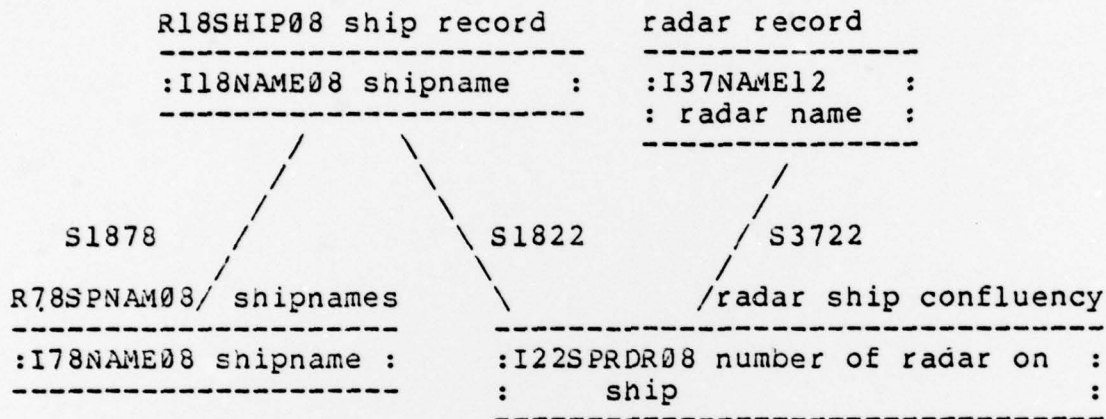 R18SHIP08 ship record radar record
:I18NAME08 shipname : :I37NAME12 :
: radar name :
S1878 S1822 S3722
R78SPNAM08 shipnames radar ship confluency
:I78NAME08 shipname : :I22SPRDR08 number of radar on :
: ship :